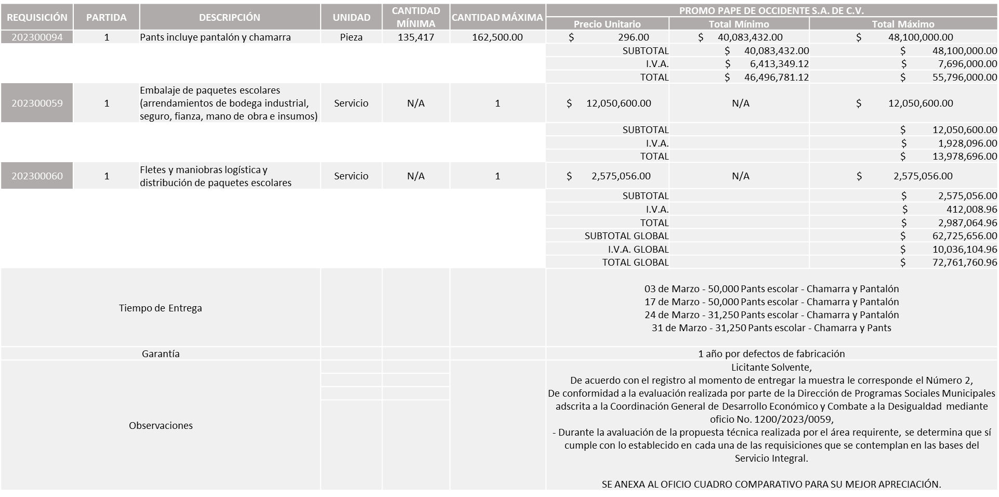 REQUISICIÓN PARTIDA DESCRIPCIÓN UNIDAD CANTIDAD MÍNIMA CANTIDAD MÁXIMA PROMO PAPE DE OCCIDENTE S.A. DE C.V.
Precio Unitario Total Mínimo Total Máximo
202300094 1 Pants incluye pantalón y chamarra Pieza 135,417 162,500.00 $ 296.00 $ 40,083,432.00 $ 48,100,000.00
SUBTOTAL $ 40,083,432.00 $ 48,100,000.00
I.V.A. $ 6,413,349.12 $ 7,696,000.00
TOTAL $ 46,496,781.12 $ 55,796,000.00
202300059 1 Embalaje de paquetes escolares
(arrendamientos de bodega industrial,
seguro, fianza, mano de obra e insumos)
Servicio N/A 1 $ 12,050,600.00 N/A $ 12,050,600.00
SUBTOTAL $ 12,050,600.00
I.V.A. $ 1,928,096.00
TOTAL $ 13,978,696.00
202300060 1 Fletes y maniobras logística y
distribución de paquetes escolares
Servicio N/A 1 $ 2,575,056.00 N/A $ 2,575,056.00
SUBTOTAL $ 2,575,056.00
I.V.A. $ 412,008.96
TOTAL $ 2,987,064.96
SUBTOTAL GLOBAL $ 62,725,656.00
I.V.A. GLOBAL $ 10,036,104.96
TOTAL GLOBAL $ 72,761,760.96
Tiempo de Entrega
03 de Marzo - 50,000 Pants escolar - Chamarra y Pantalón
17 de Marzo - 50,000 Pants escolar - Chamarra y Pantalón
24 de Marzo - 31,250 Pants escolar - Chamarra y Pantalón
31 de Marzo - 31,250 Pants escolar - Chamarra y Pants
Garantía 1 año por defectos de fabricación
Observaciones
Licitante Solvente,
De acuerdo con el registro al momento de entregar la muestra le corresponde el Número 2,
De conformidad a la evaluación realizada por parte de la Dirección de Programas Sociales Municipales
adscrita a la Coordinación General de Desarrollo Económico y Combate a la Desigualdad mediante
oficio No. 1200/2023/0059,
- Durante la avaluación de la propuesta técnica realizada por el área requirente, se determina que sí
cumple con lo establecido en cada una de las requisiciones que se contemplan en las bases del
Servicio Integral.
SE ANEXA AL OFICIO CUADRO COMPARATIVO PARA SU MEJOR APRECIACIÓN.